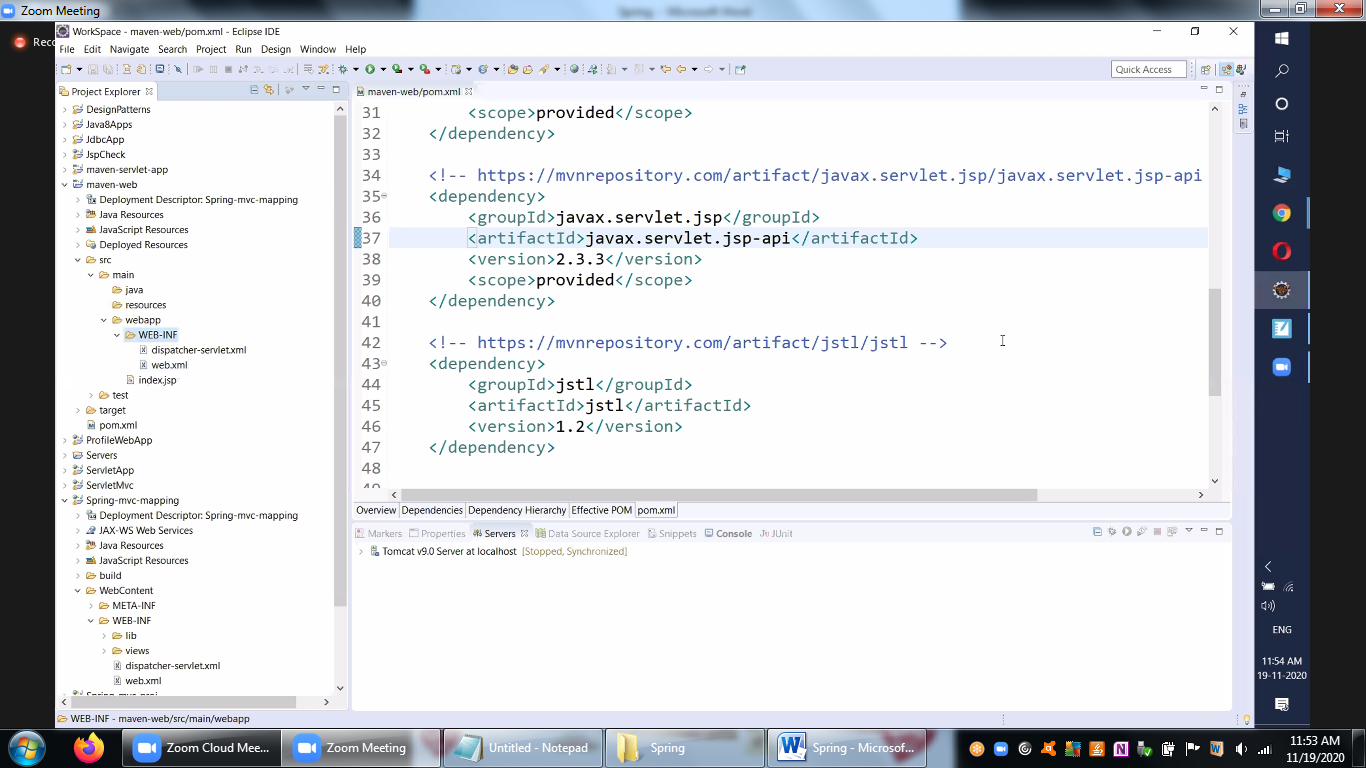 Zoom Meeting
Spring - Microsoft Word
WorkSpace - maven-web/pom.xml - Eclipse IDE
File Edit Navigate Search Project Run Design Window Help
Quick Access
Project Explorer
DesignPatterns
Java8Apps
JdbcApp
JspCheck
maven-servlet-app
maven-web
Deployment Descriptor: Spring-mvc-mapping
Java Resources
JavaScript Resources
Deployed Resources
src
main
java
resources
webapp
WEB-INF
dispatcher-servlet.xml
web.xml
index.jsp
test
target
pom.xml
ProfileWebApp
Servers
ServletApp
ServletMvc
Spring-mvc-mapping
Deployment Descriptor: Spring-mvc-mapping
JAX-WS Web Services
Java Resources
JavaScript Resources
build
WebContent
META-INF
WEB-INF
lib
views
dispatcher-servlet.xml
web.xml
maven-web/pom.xml
31 <scope>provided</scope>
32 </dependency>
33
34 <!-- https://mvnrepository.com/artifact/javax.servlet.jsp/javax.servlet.jsp-api
35 <dependency>
36 <groupId>javax.servlet.jsp</groupId>
37 <artifactId>javax.servlet.jsp-api</artifactId>
38 <version>2.3.3</version>
39 <scope>provided</scope>
40 </dependency>
41
42 <!-- https://mvnrepository.com/artifact/jstl/jstl -->
43 <dependency>
44 <groupId>jstl</groupId>
45 <artifactId>jstl</artifactId>
46 <version>1.2</version>
47 </dependency>
48
Overview Dependencies Dependency Hierarchy Effective POM pom.xml
Markers Properties Servers Data Source Explorer Snippets Console JUnit
Tomcat v9.0 Server at localhost [Stopped, Synchronized]
WEB-INF - maven-web/src/main/webapp
ENG
11:54 AM
19-11-2020
Zoom Cloud Mee... Zoom Meeting Untitled - Notepad Spring Spring - Microsof...
11:53 AM
11/19/2020